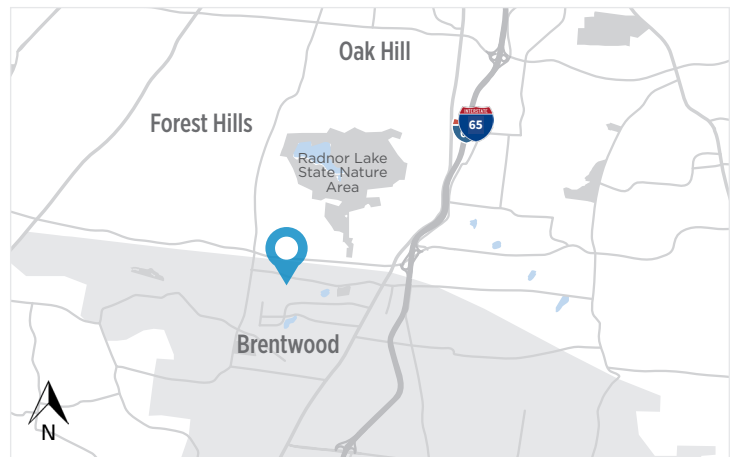 Oak Hill
Forest Hills
INTERSTATE
65
Radnor Lake
State Nature
Area
Brentwood
N